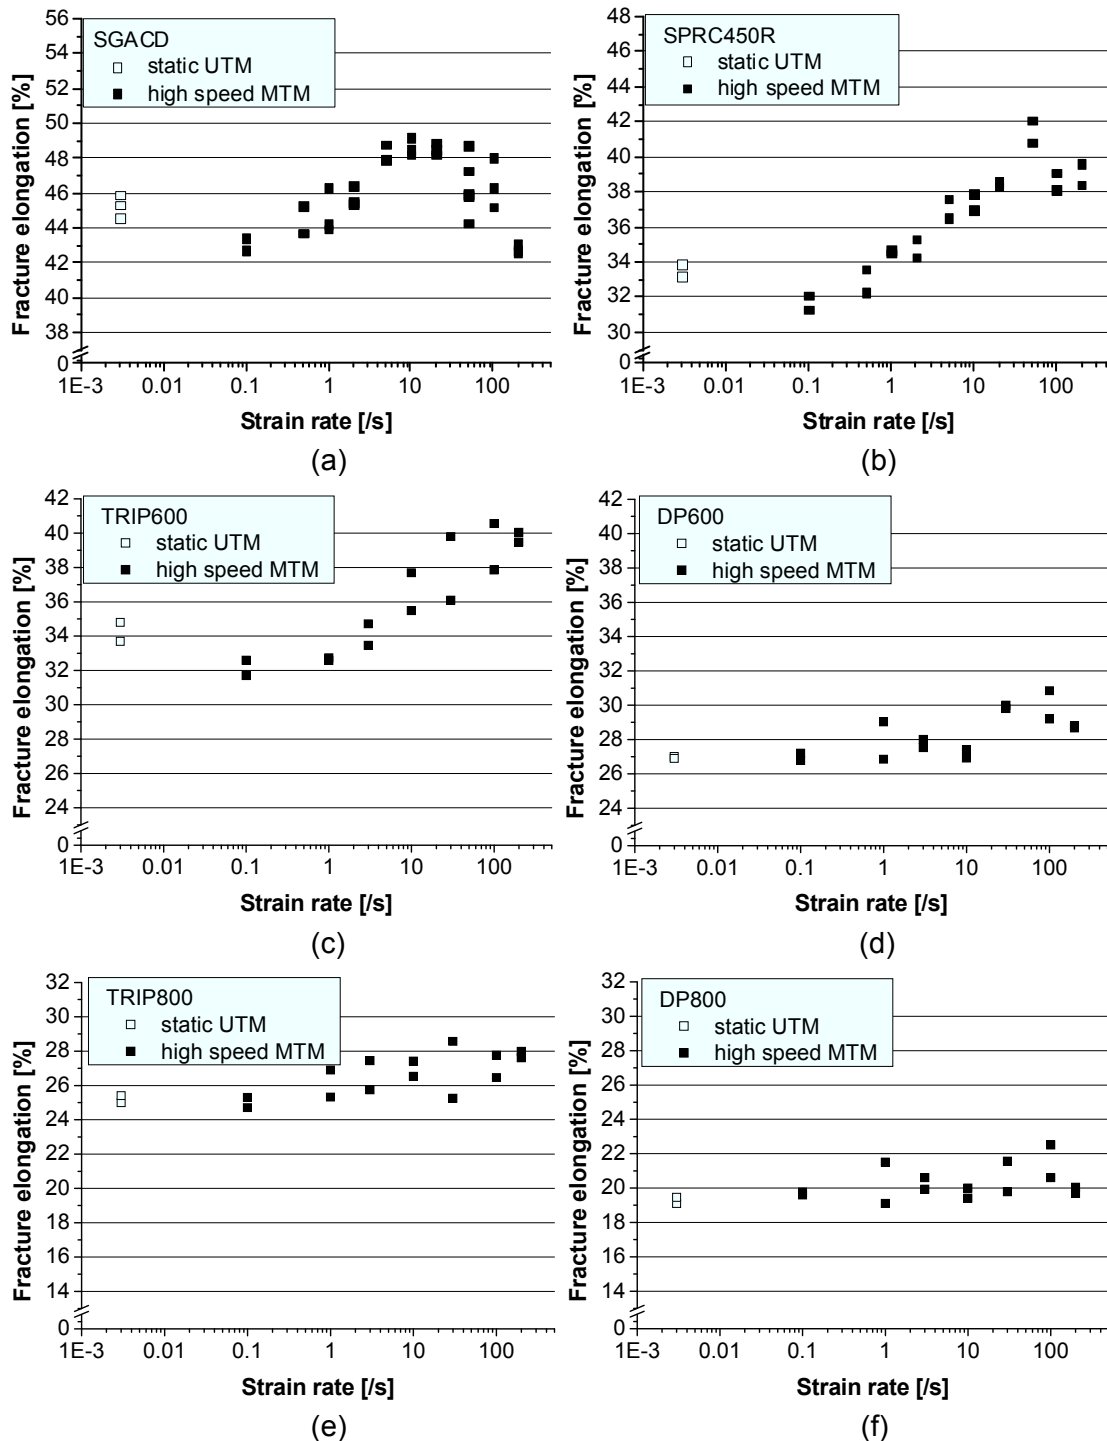 SGACD
static UTM
high speed MTM
Fracture elongation [%]
56
54
52
50
48
46
44
42
40
38
0
1E-3 0.01 0.1 1 10 100
Strain rate [/s]
(a)
SPRC450R
static UTM
high speed MTM
Fracture elongation [%]
48
46
44
42
40
38
36
34
32
30
0
1E-3 0.01 0.1 1 10 100
Strain rate [/s]
(b)
TRIP600
static UTM
high speed MTM
Fracture elongation [%]
42
40
38
36
34
32
30
28
26
24
0
1E-3 0.01 0.1 1 10 100
Strain rate [/s]
(c)
DP600
static UTM
high speed MTM
Fracture elongation [%]
42
40
38
36
34
32
30
28
26
24
0
1E-3 0.01 0.1 1 10 100
Strain rate [/s]
(d)
TRIP800
static UTM
high speed MTM
Fracture elongation [%]
32
30
28
26
24
22
20
18
16
14
0
1E-3 0.01 0.1 1 10 100
Strain rate [/s]
(e)
DP800
static UTM
high speed MTM
Fracture elongation [%]
32
30
28
26
24
22
20
18
16
14
0
1E-3 0.01 0.1 1 10 100
Strain rate [/s]
(f)